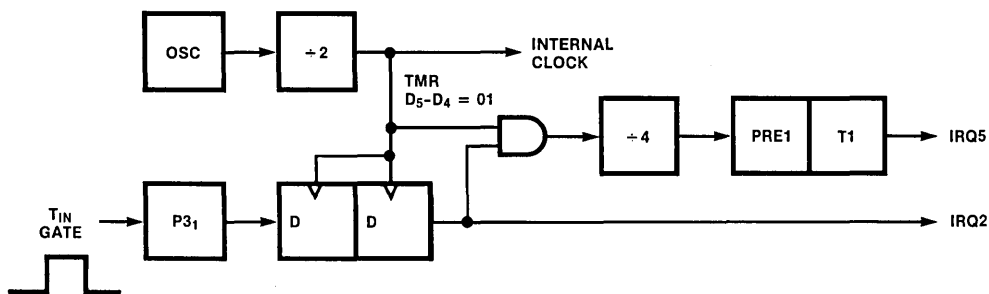 OSC
÷2
INTERNAL
CLOCK
TMR
D₅-D₄ = 01
÷4
PRE1
T1
IRQ5
TIN
GATE
P3₁
D
D
IRQ2